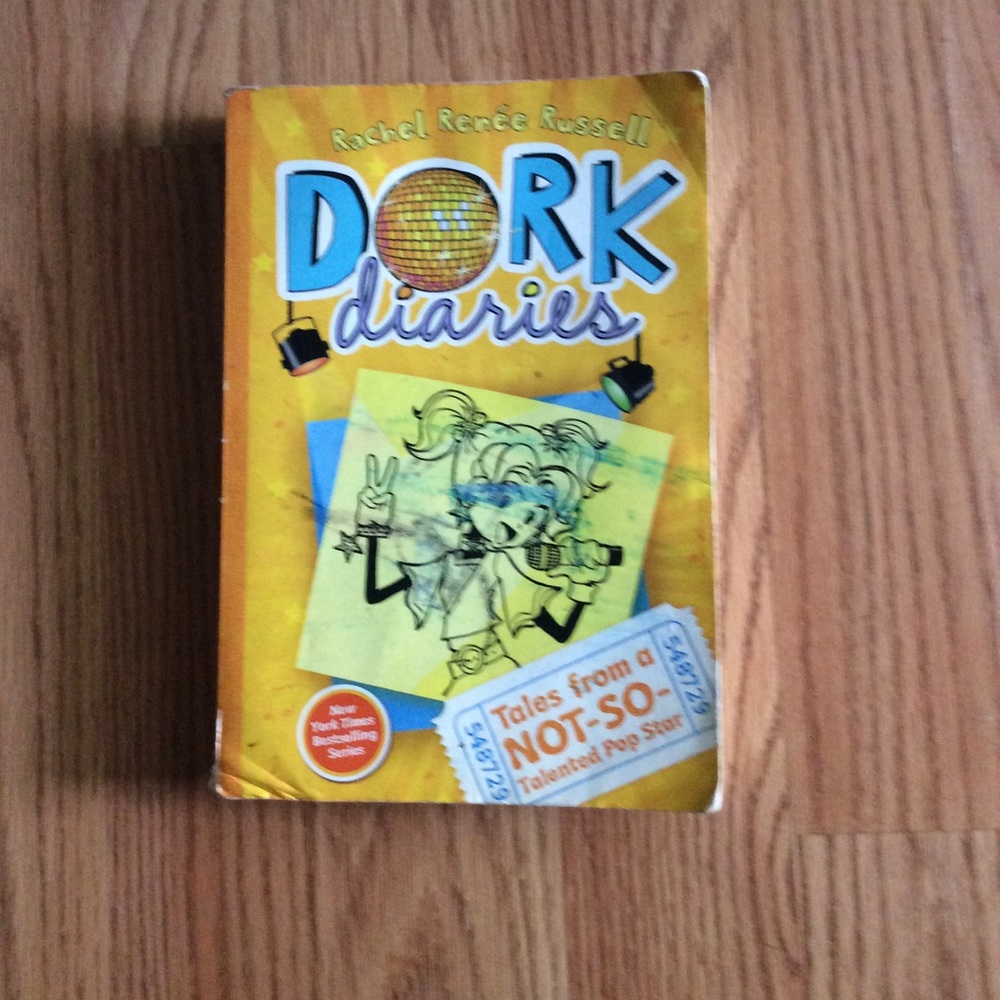 Rachel Renée Russell
DORK
diaries
Tales from a
NOT-SO-
Talented Pop Star
548729
548729
New
York Times
Bestselling
Series